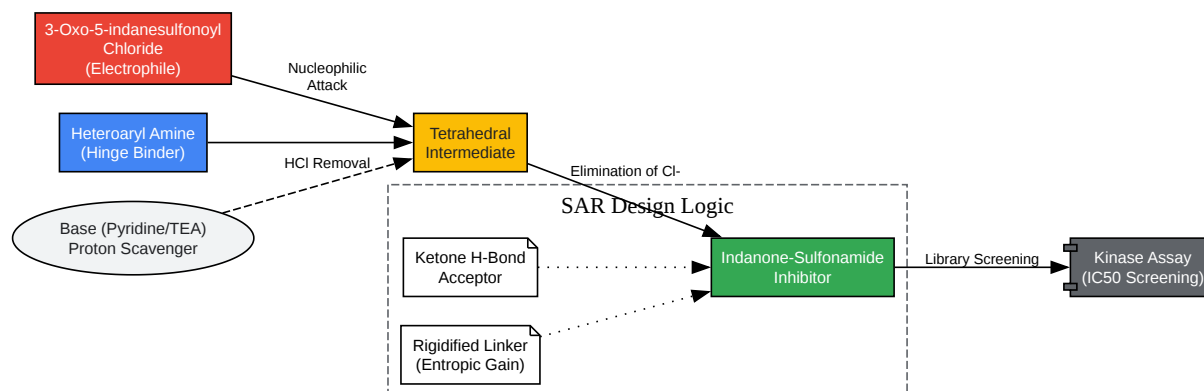 3-Oxo-5-indanesulfonoyl
Chloride
(Electrophile)
Nucleophilic
Attack
Heteroaryl Amine
(Hinge Binder)
Tetrahedral
Intermediate
HCl Removal
Elimination of Cl-
SAR Design Logic
Base (Pyridine/TEA)
Proton Scavenger
Ketone H-Bond
Acceptor
Indanone-Sulfonamide
Inhibitor
Library Screening
Kinase Assay
(IC50 Screening)
Rigidified Linker
(Entropic Gain)